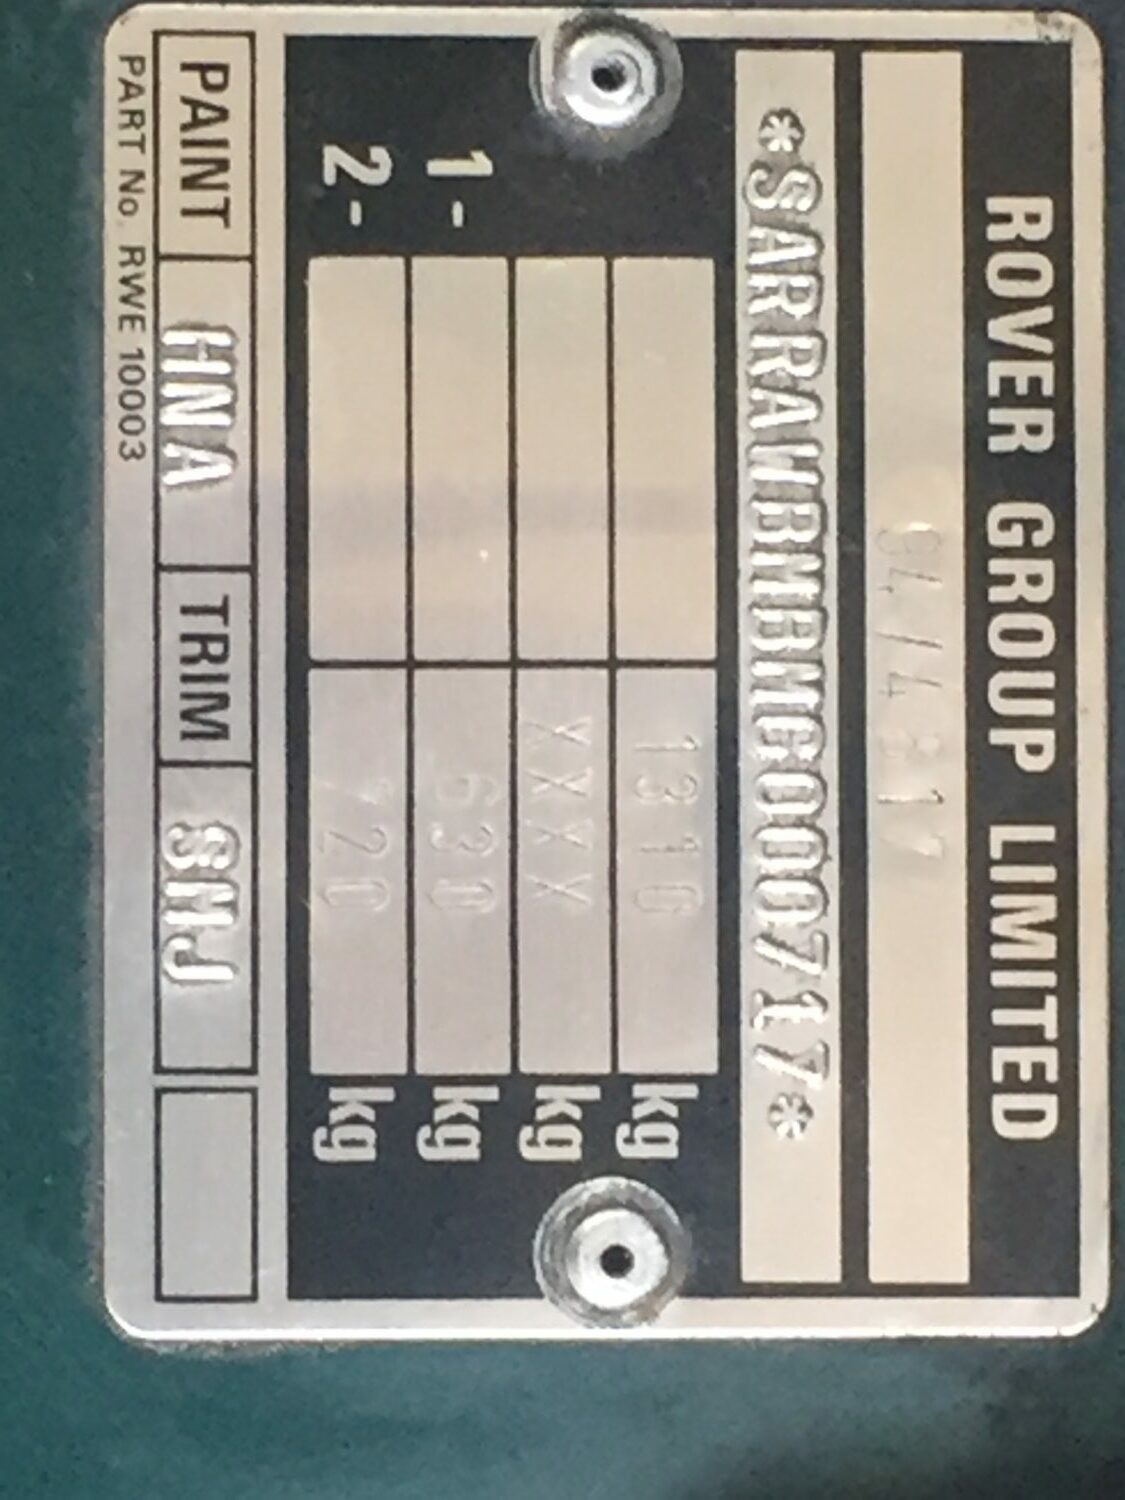 ROVER GROUP LIMITED
*SARRAWBMBMG000717*
1310 kg
XXXX kg
1- 630 kg
2- 720 kg
PAINT HNA TRIM SMJ
PART No. RWE 10003